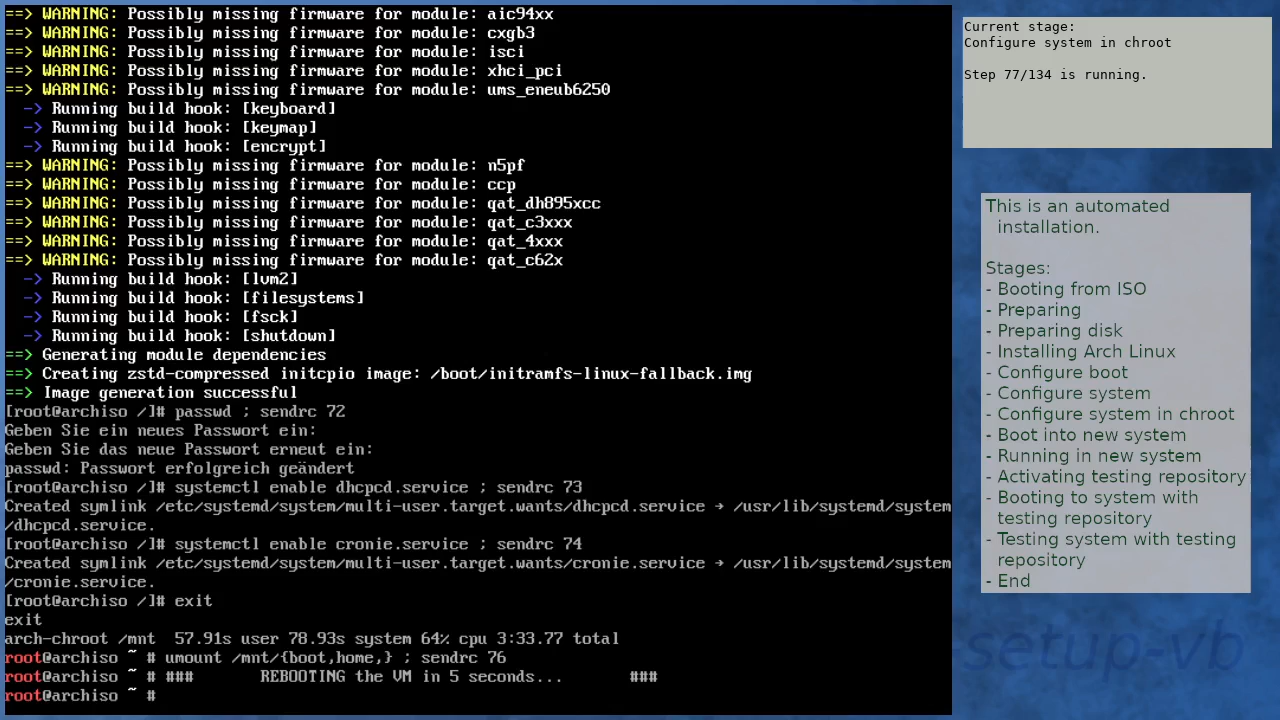 ==> WARNING: Possibly missing firmware for module: aic94xx
==> WARNING: Possibly missing firmware for module: cxgb3
==> WARNING: Possibly missing firmware for module: isci
==> WARNING: Possibly missing firmware for module: xhci_pci
==> WARNING: Possibly missing firmware for module: ums_eneub6250
  -> Running build hook: [keyboard]
  -> Running build hook: [keymap]
  -> Running build hook: [encrypt]
==> WARNING: Possibly missing firmware for module: n5pf
==> WARNING: Possibly missing firmware for module: ccp
==> WARNING: Possibly missing firmware for module: qat_dh895xcc
==> WARNING: Possibly missing firmware for module: qat_c3xxx
==> WARNING: Possibly missing firmware for module: qat_4xxx
==> WARNING: Possibly missing firmware for module: qat_c62x
  -> Running build hook: [lvm2]
  -> Running build hook: [filesystems]
  -> Running build hook: [fsck]
  -> Running build hook: [shutdown]
==> Generating module dependencies
==> Creating zstd-compressed initcpio image: /boot/initramfs-linux-fallback.img
==> Image generation successful
[root@archiso /]# passwd ; sendrc 72
Geben Sie ein neues Passwort ein:
Geben Sie das neue Passwort erneut ein:
passwd: Passwort erfolgreich geändert
[root@archiso /]# systemctl enable dhcpcd.service ; sendrc 73
Created symlink /etc/systemd/system/multi-user.target.wants/dhcpcd.service → /usr/lib/systemd/system
/dhcpcd.service.
[root@archiso /]# systemctl enable cronie.service ; sendrc 74
Created symlink /etc/systemd/system/multi-user.target.wants/cronie.service → /usr/lib/systemd/system
/cronie.service.
[root@archiso /]# exit
exit
arch-chroot /mnt  57.91s user 78.93s system 64% cpu 3:33.77 total
root@archiso ~ # umount /mnt/{boot,home,} ; sendrc 76
root@archiso ~ # ###       REBOOTING the VM in 5 seconds...       ###
root@archiso ~ #
Current stage:
Configure system in chroot
Step 77/134 is running.
This is an automated
installation.
Stages:
- Booting from ISO
- Preparing
- Preparing disk
- Installing Arch Linux
- Configure boot
- Configure system
- Configure system in chroot
- Boot into new system
- Running in new system
- Activating testing repository
- Booting to system with
testing repository
- Testing system with testing
repository
- End
setup-vb